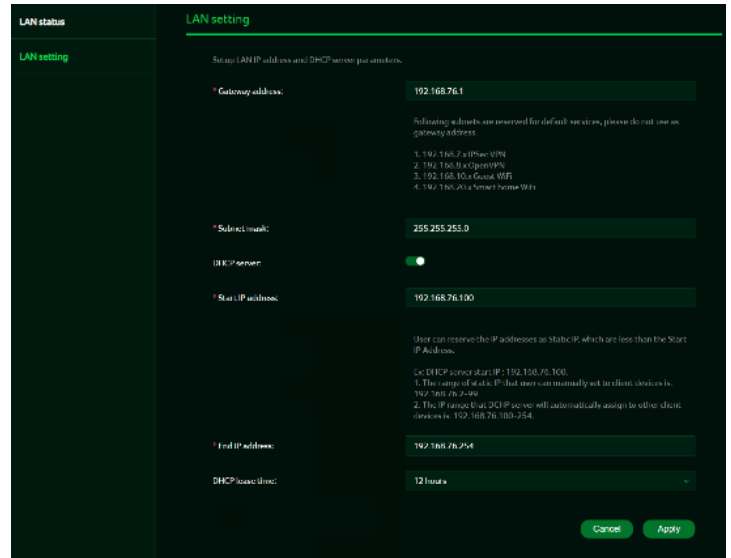 LAN status
LAN setting
LAN setting
Set up LAN IP address and DHCP server parameters.
* Gateway address:
192.168.76.1
Following subnets are reserved for default services, please do not use as
gateway address
1. 192.168.7.x IPSec VPN
2. 192.168.8.x OpenVPN
3. 192.168.10.x Guest WiFi
4. 192.168.20.x Smart home Wifi
* Subnet mask:
255.255.255.0
DHCP server:
* Start IP address:
192.168.76.100
User can reserve the IP addresses as Static IP, which are less than the Start
IP Address.
Ex: DHCP server start IP : 192.168.76.100.
1. The range of static IP that user can manually set to client devices is.
192.168.76.2-99.
2. The IP range that DCHP server will automatically assign to other client
devices is. 192.168.76.100-254.
* End IP address:
192.168.76.254
DHCP lease time:
12 hours
Cancel
Apply